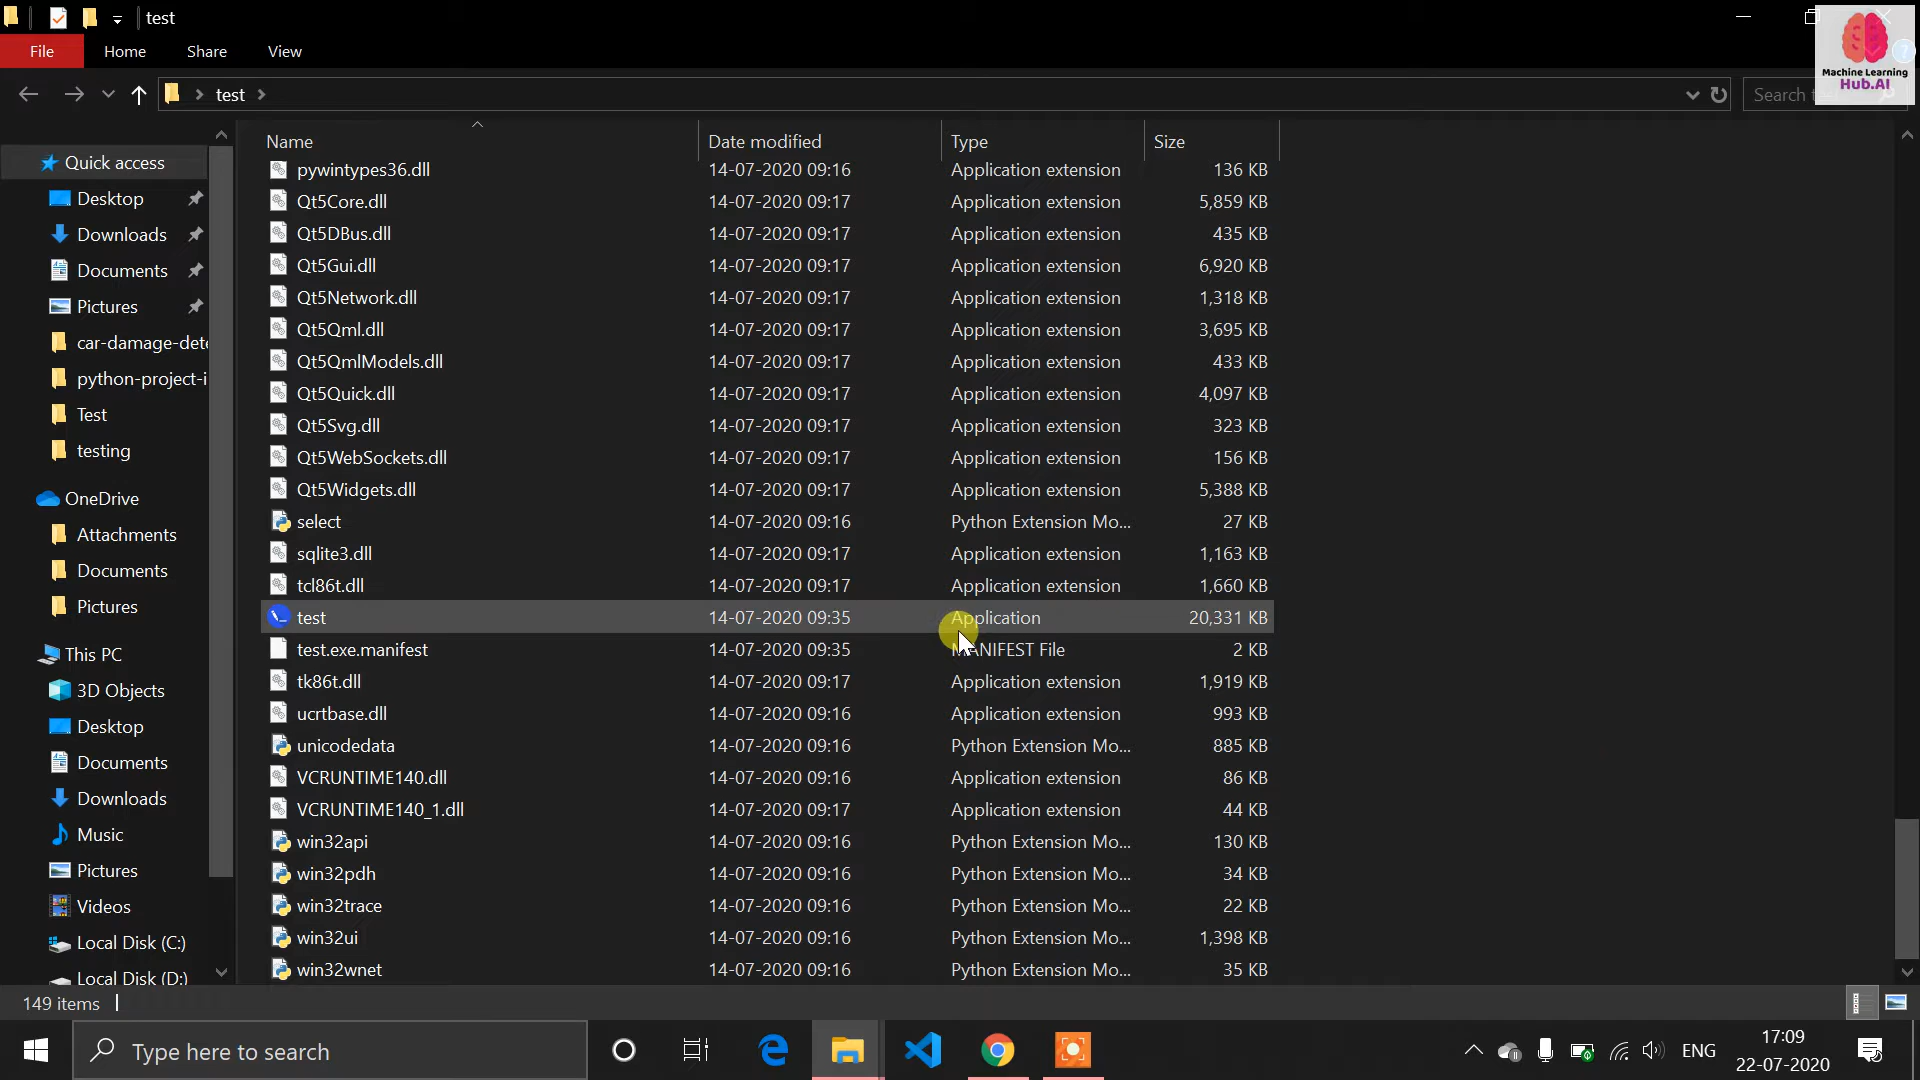 test
File Home Share View
test
Search
Machine Learning
Hub.AI
Name Date modified Type Size
Quick access
Desktop
Downloads
Documents
Pictures
car-damage-dete
python-project-i
Test
testing
OneDrive
Attachments
Documents
Pictures
This PC
3D Objects
Desktop
Documents
Downloads
Music
Pictures
Videos
Local Disk (C:)
Local Disk (D:)
pywintypes36.dll 14-07-2020 09:16 Application extension 136 KB
Qt5Core.dll 14-07-2020 09:17 Application extension 5,859 KB
Qt5DBus.dll 14-07-2020 09:17 Application extension 435 KB
Qt5Gui.dll 14-07-2020 09:17 Application extension 6,920 KB
Qt5Network.dll 14-07-2020 09:17 Application extension 1,318 KB
Qt5Qml.dll 14-07-2020 09:17 Application extension 3,695 KB
Qt5QmlModels.dll 14-07-2020 09:17 Application extension 433 KB
Qt5Quick.dll 14-07-2020 09:17 Application extension 4,097 KB
Qt5Svg.dll 14-07-2020 09:17 Application extension 323 KB
Qt5WebSockets.dll 14-07-2020 09:17 Application extension 156 KB
Qt5Widgets.dll 14-07-2020 09:17 Application extension 5,388 KB
select 14-07-2020 09:16 Python Extension Mo... 27 KB
sqlite3.dll 14-07-2020 09:17 Application extension 1,163 KB
tcl86t.dll 14-07-2020 09:17 Application extension 1,660 KB
test 14-07-2020 09:35 Application 20,331 KB
test.exe.manifest 14-07-2020 09:35 MANIFEST File 2 KB
tk86t.dll 14-07-2020 09:17 Application extension 1,919 KB
ucrtbase.dll 14-07-2020 09:16 Application extension 993 KB
unicodedata 14-07-2020 09:16 Python Extension Mo... 885 KB
VCRUNTIME140.dll 14-07-2020 09:16 Application extension 86 KB
VCRUNTIME140_1.dll 14-07-2020 09:17 Application extension 44 KB
win32api 14-07-2020 09:16 Python Extension Mo... 130 KB
win32pdh 14-07-2020 09:16 Python Extension Mo... 34 KB
win32trace 14-07-2020 09:16 Python Extension Mo... 22 KB
win32ui 14-07-2020 09:16 Python Extension Mo... 1,398 KB
win32wnet 14-07-2020 09:16 Python Extension Mo... 35 KB
149 items
Type here to search
ENG
17:09
22-07-2020